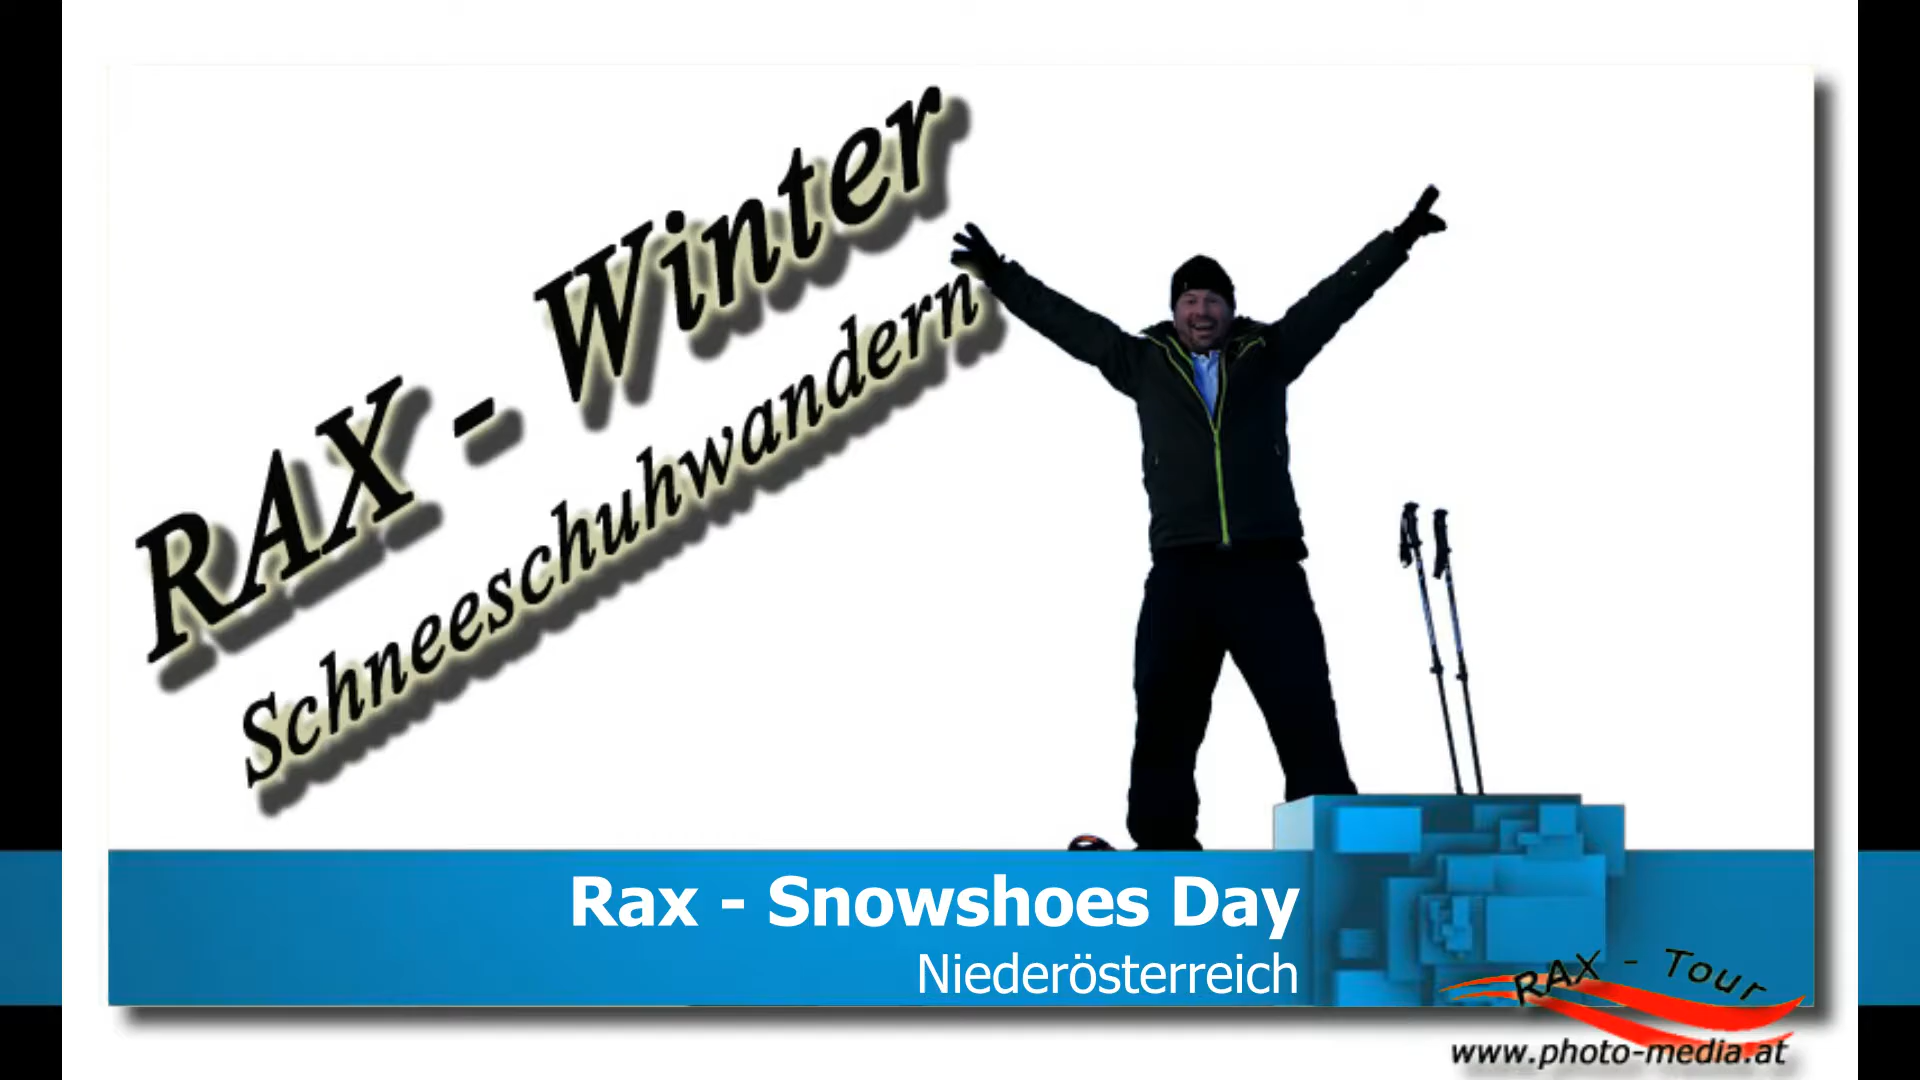 RAX - Winter
Schneeschuhwandern
Rax - Snowshoes Day
Niederösterreich
RAX - Tour
www.photo-media.at